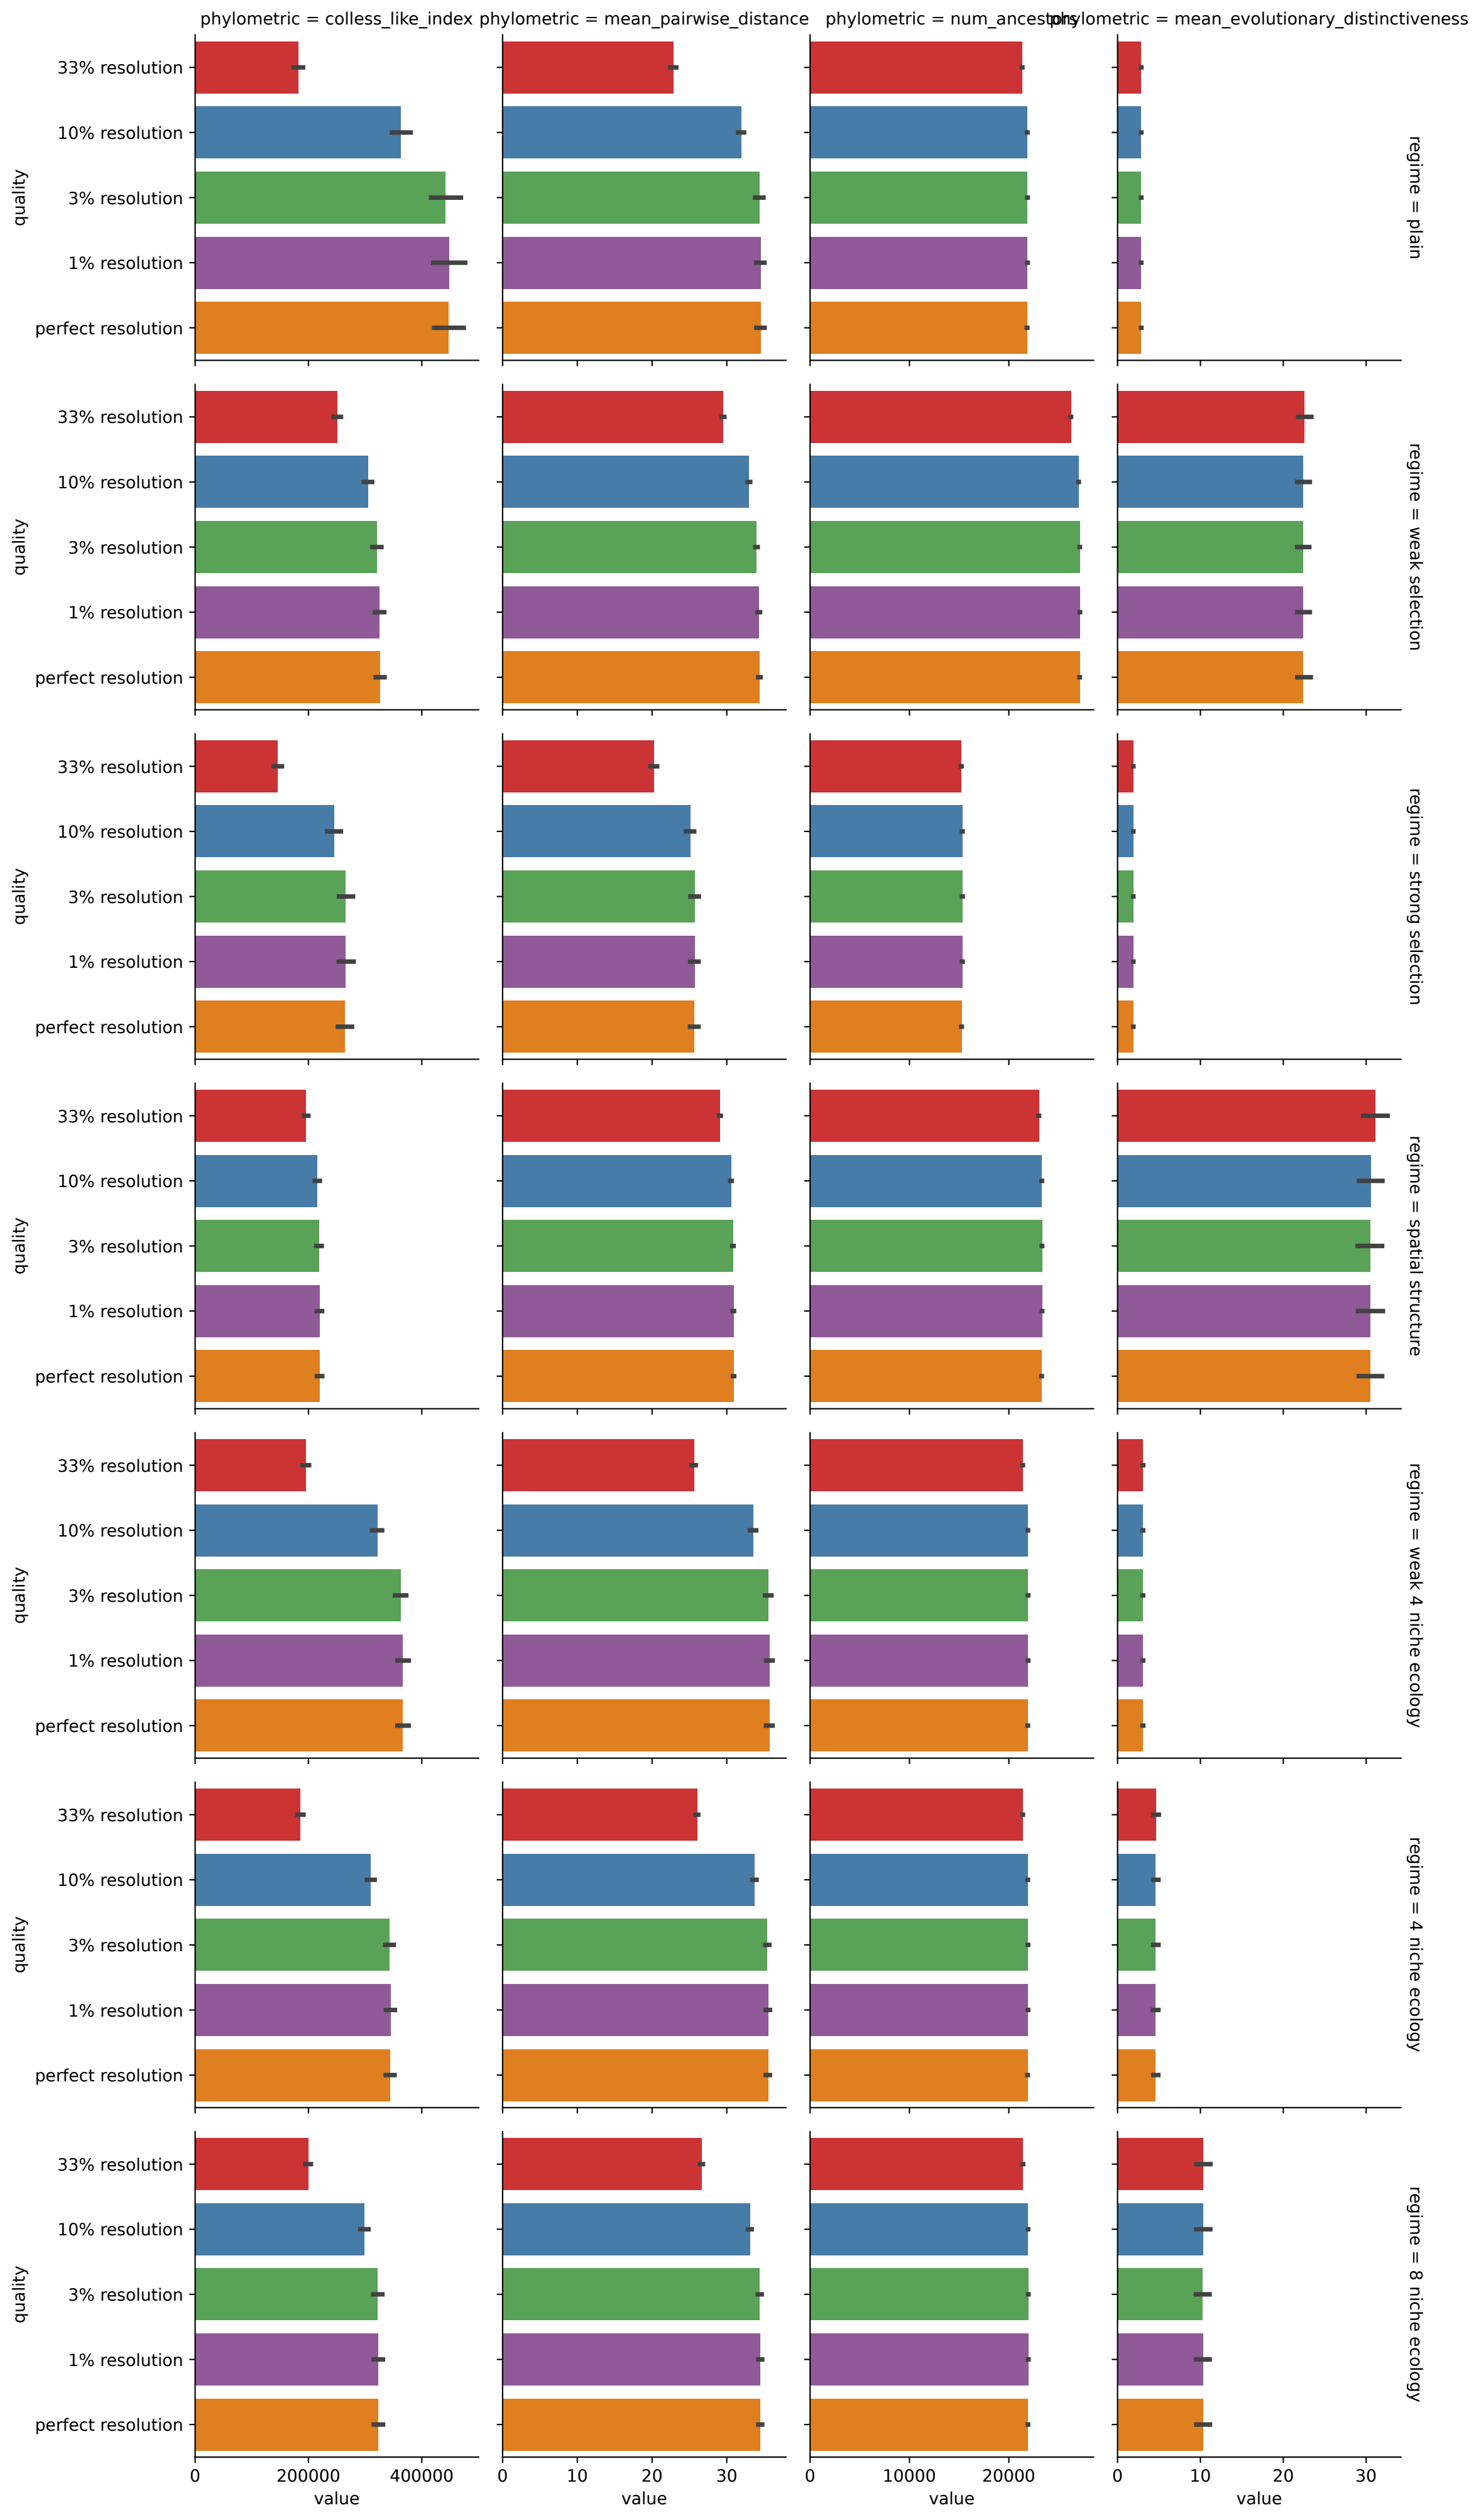 phylometric = colless_like_index phylometric = mean_pairwise_distance phylometric = num_ancestors phylometric = mean_evolutionary_distinctiveness
33% resolution
10% resolution
3% resolution
1% resolution
perfect resolution
quality
regime = plain
33% resolution
10% resolution
3% resolution
1% resolution
perfect resolution
quality
regime = weak selection
33% resolution
10% resolution
3% resolution
1% resolution
perfect resolution
quality
regime = strong selection
33% resolution
10% resolution
3% resolution
1% resolution
perfect resolution
quality
regime = spatial structure
33% resolution
10% resolution
3% resolution
1% resolution
perfect resolution
quality
regime = weak 4 niche ecology
33% resolution
10% resolution
3% resolution
1% resolution
perfect resolution
quality
regime = 4 niche ecology
33% resolution
10% resolution
3% resolution
1% resolution
perfect resolution
quality
regime = 8 niche ecology
0 200000 400000 0 10 20 30 0 10000 20000 0 10 20 30
value value value value